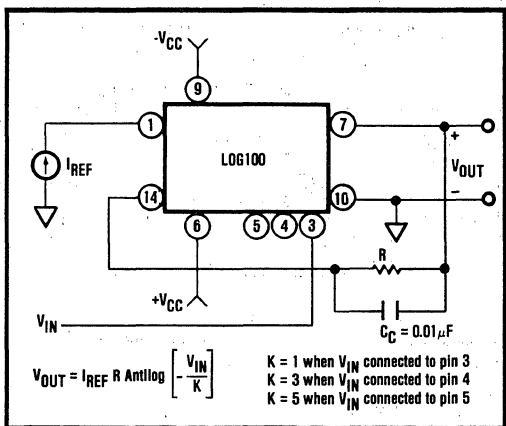 -VCC
9
1
7
LOG100
+
IREF
VOUT
14
10
−
6
5
4
3
R
+VCC
VIN
CC = 0.01µF
VOUT = IREF R Antilog [ - VIN / K ]
K = 1 when VIN connected to pin 3
K = 3 when VIN connected to pin 4
K = 5 when VIN connected to pin 5